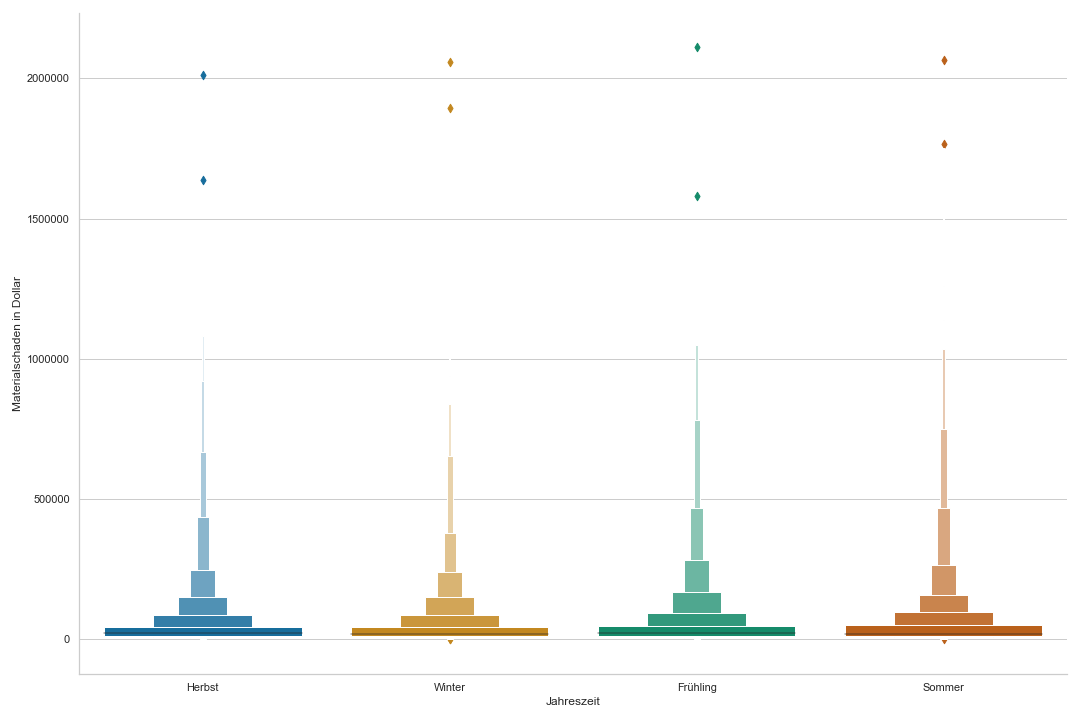 Materialschaden in Dollar
2000000
1500000
1000000
500000
0
Herbst Winter Frühling Sommer
Jahreszeit